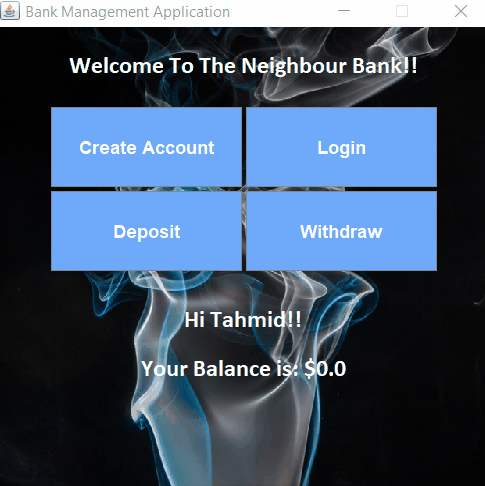 Bank Management Application
Welcome To The Neighbour Bank!!
Create Account
Login
Deposit
Withdraw
Hi Tahmid!!
Your Balance is: $0.0